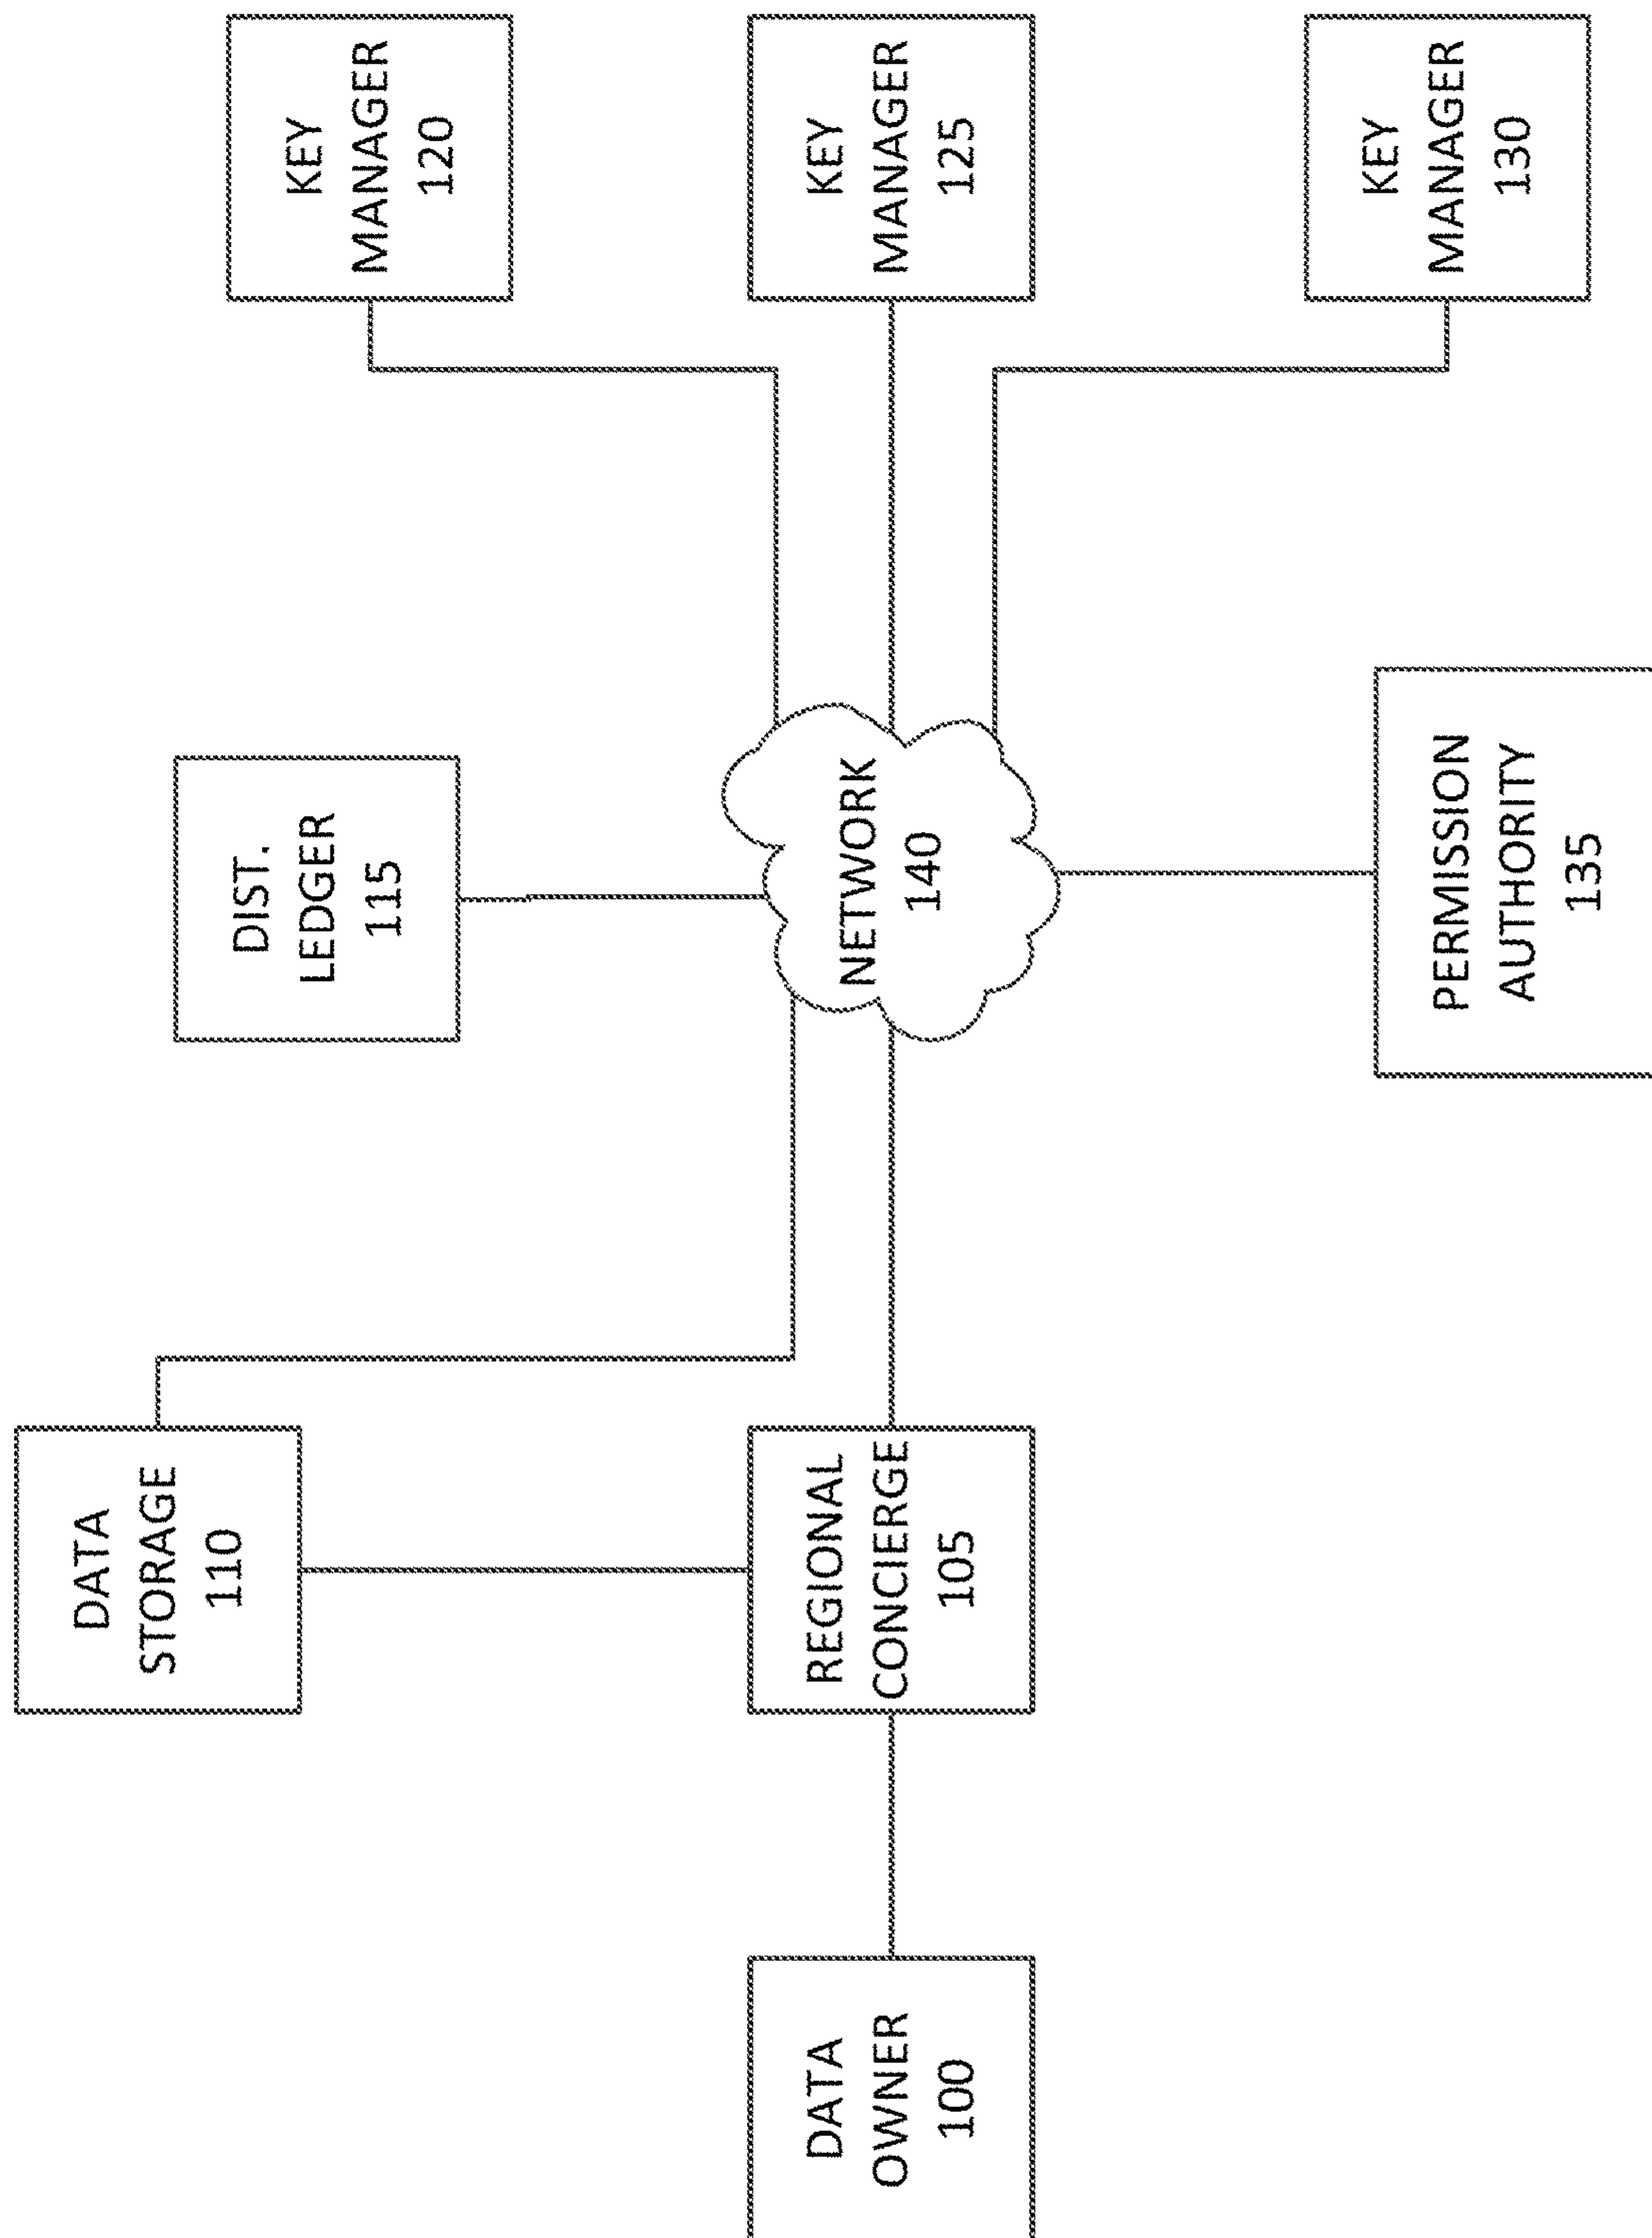 DATA
STORAGE
110
DIST.
LEDGER
115
KEY
MANAGER
120
DATA
OWNER
100
REGIONAL
CONCIERGE
105
NETWORK
140
KEY
MANAGER
125
PERMISSION
AUTHORITY
135
KEY
MANAGER
130